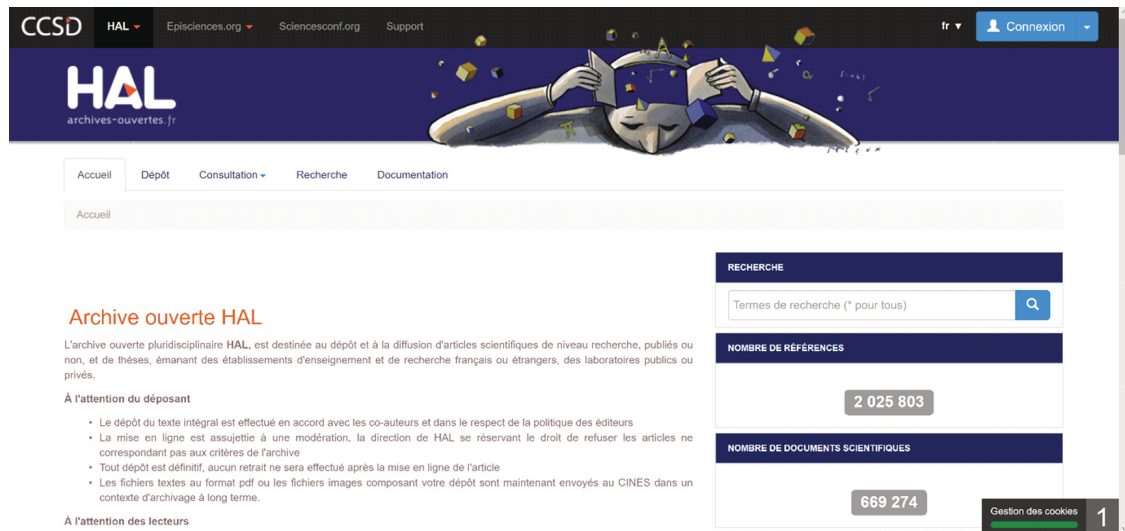 CCSD HAL Episciences.org Sciencesconf.org Support fr Connexion
HAL
archives-ouvertes.fr
Accueil Dépôt Consultation Recherche Documentation
Accueil
Archive ouverte HAL
L'archive ouverte pluridisciplinaire HAL, est destinée au dépôt et à la diffusion d'articles scientifiques de niveau recherche, publiés ou
non, et de thèses, émanant des établissements d'enseignement et de recherche français ou étrangers, des laboratoires publics ou
privés.
À l'attention du déposant
• Le dépôt du texte intégral est effectué en accord avec les co-auteurs et dans le respect de la politique des éditeurs
• La mise en ligne est assujettie à une modération, la direction de HAL se réservant le droit de refuser les articles ne
correspondant pas aux critères de l'archive
• Tout dépôt est définitif, aucun retrait ne sera effectué après la mise en ligne de l'article
• Les fichiers textes au format pdf ou les fichiers images composant votre dépôt sont maintenant envoyés au CINES dans un
contexte d'archivage à long terme.
À l'attention des lecteurs
RECHERCHE
Termes de recherche (* pour tous)
NOMBRE DE RÉFÉRENCES
2 025 803
NOMBRE DE DOCUMENTS SCIENTIFIQUES
669 274
Gestion des cookies 1